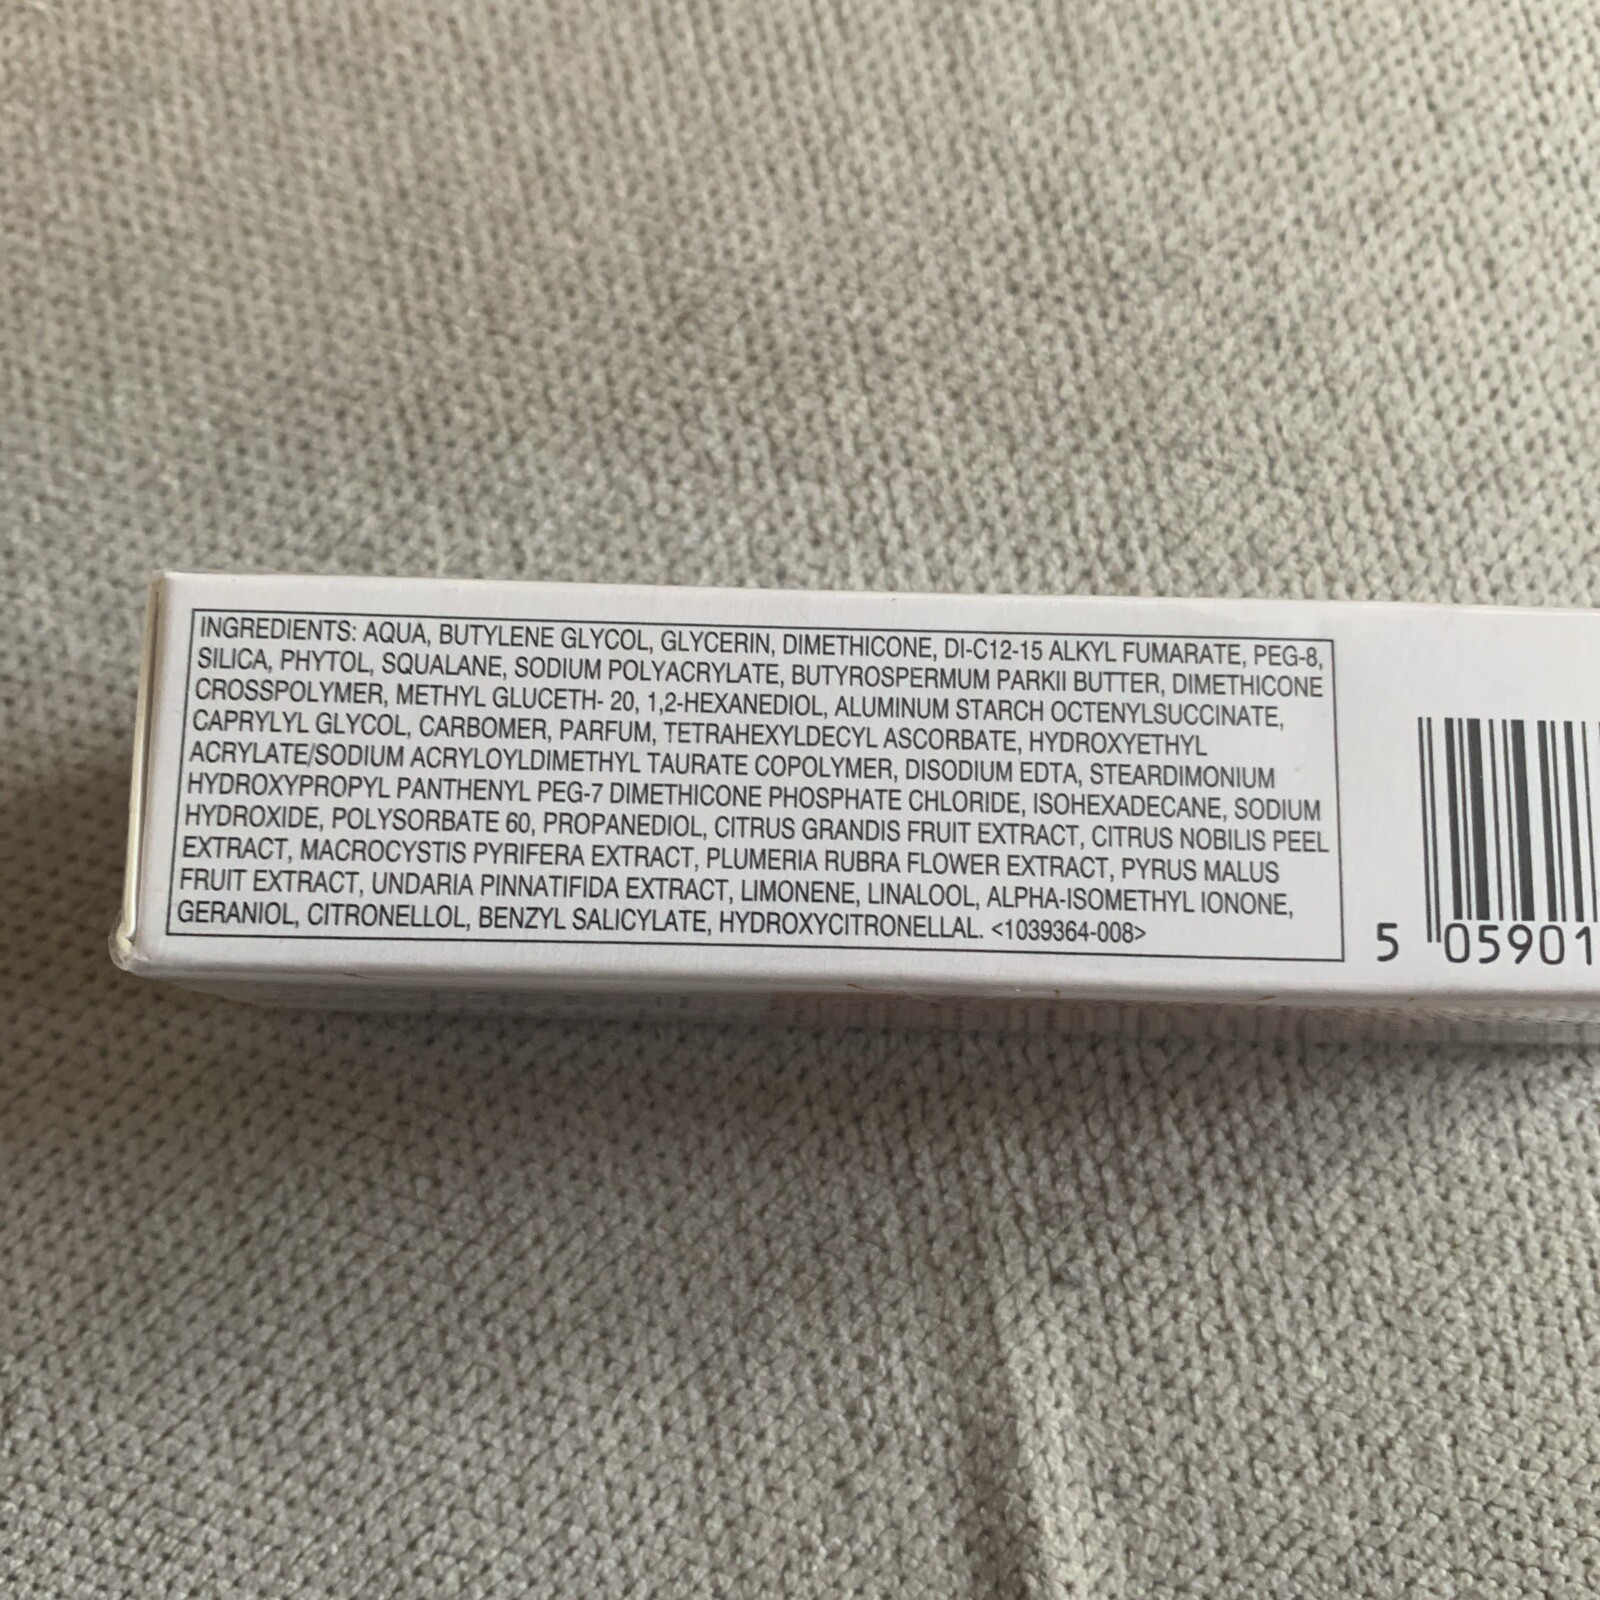 INGREDIENTS: AQUA, BUTYLENE GLYCOL, GLYCERIN, DIMETHICONE, DI-C12-15 ALKYL FUMARATE, PEG-8,
SILICA, PHYTOL, SQUALANE, SODIUM POLYACRYLATE, BUTYROSPERMUM PARKII BUTTER, DIMETHICONE
CROSSPOLYMER, METHYL GLUCETH- 20, 1,2-HEXANEDIOL, ALUMINUM STARCH OCTENYLSUCCINATE,
CAPRYLYL GLYCOL, CARBOMER, PARFUM, TETRAHEXYLDECYL ASCORBATE, HYDROXYETHYL
ACRYLATE/SODIUM ACRYLOYLDIMETHYL TAURATE COPOLYMER, DISODIUM EDTA, STEARDIMONIUM
HYDROXYPROPYL PANTHENYL PEG-7 DIMETHICONE PHOSPHATE CHLORIDE, ISOHEXADECANE, SODIUM
HYDROXIDE, POLYSORBATE 60, PROPANEDIOL, CITRUS GRANDIS FRUIT EXTRACT, CITRUS NOBILIS PEEL
EXTRACT, MACROCYSTIS PYRIFERA EXTRACT, PLUMERIA RUBRA FLOWER EXTRACT, PYRUS MALUS
FRUIT EXTRACT, UNDARIA PINNATIFIDA EXTRACT, LIMONENE, LINALOOL, ALPHA-ISOMETHYL IONONE,
GERANIOL, CITRONELLOL, BENZYL SALICYLATE, HYDROXYCITRONELLAL. <1039364-008>
5 05901